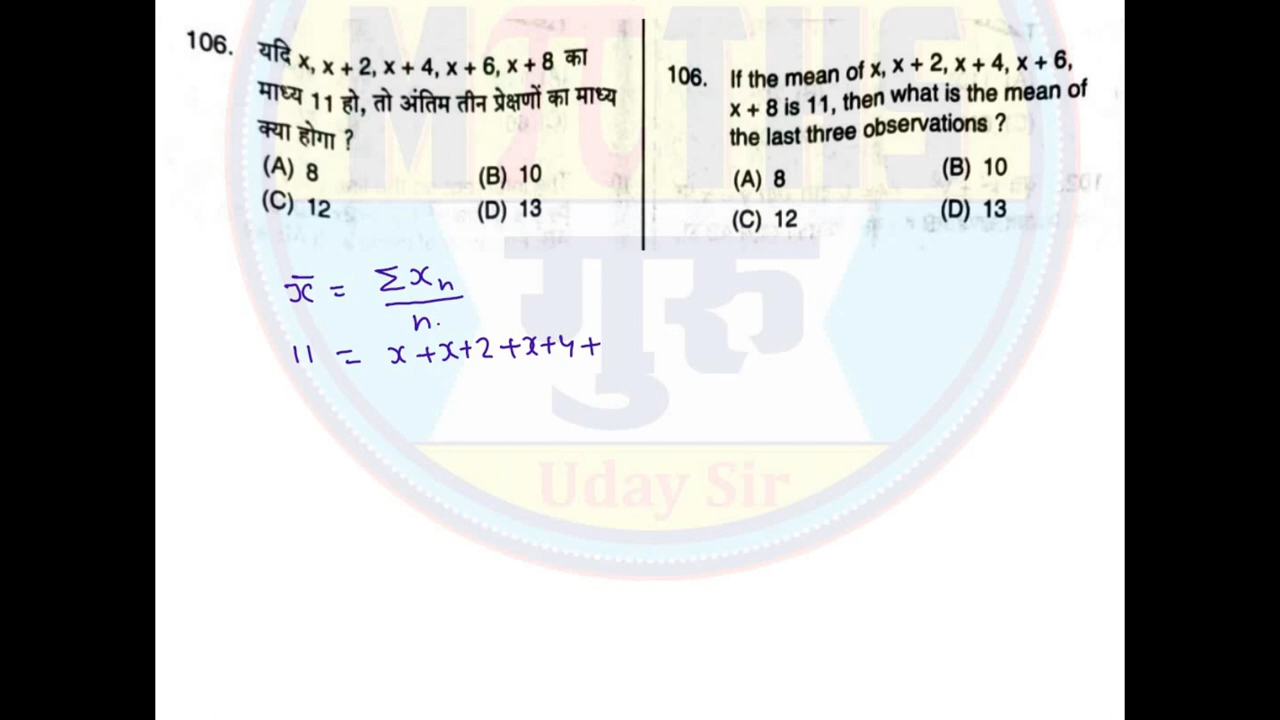 106. यदि x, x + 2, x + 4, x + 6, x + 8 का
माध्य 11 हो, तो अंतिम तीन प्रेक्षणों का माध्य
क्या होगा ?
(A) 8 (B) 10
(C) 12 (D) 13
106. If the mean of x, x + 2, x + 4, x + 6,
x + 8 is 11, then what is the mean of
the last three observations ?
(A) 8 (B) 10
(C) 12 (D) 13
x̄ = Σxₙ / n.
11 = x + x + 2 + x + 4 +
MπTHS
गुरु
Uday Sir